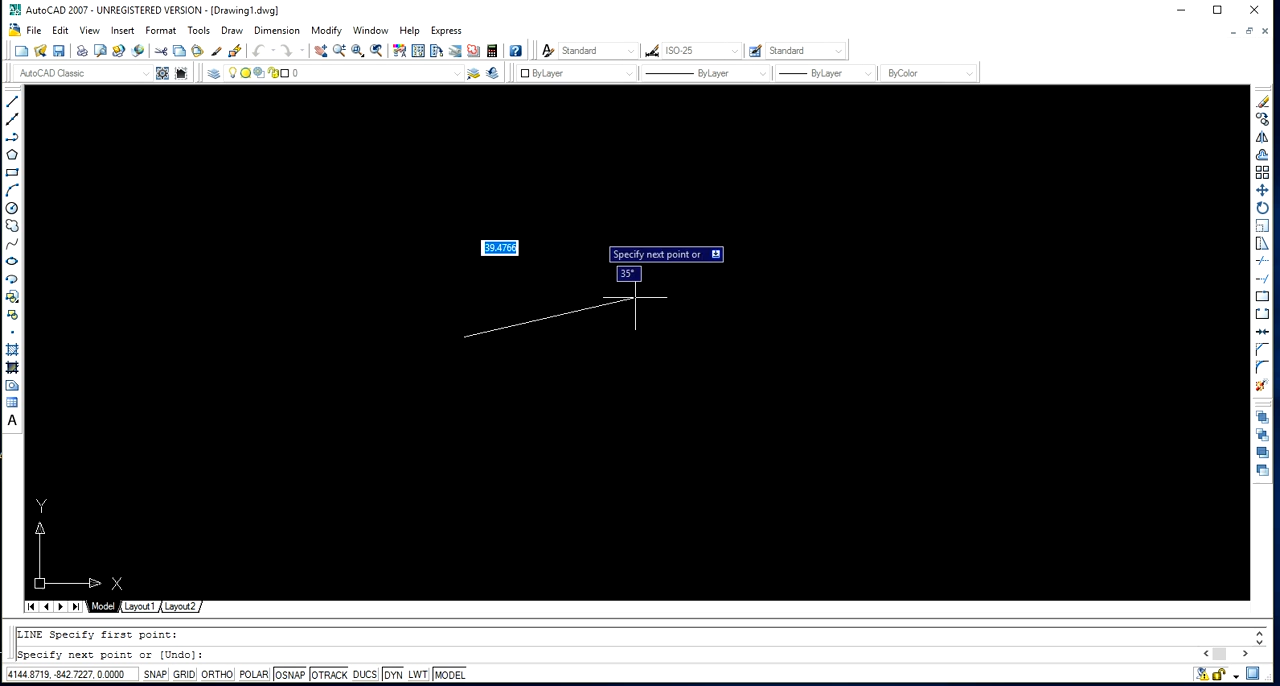 AutoCAD 2007 - UNREGISTERED VERSION - [Drawing1.dwg]
File Edit View Insert Format Tools Draw Dimension Modify Window Help Express
Standard ISO-25 Standard
AutoCAD Classic 0 ByLayer ByLayer ByLayer ByColor
39.4766 Specify next point or
35°
A
Y
X
Model Layout1 Layout2
LINE Specify first point:
Specify next point or [Undo]:
4144.8719, -842.7227, 0.0000 SNAP GRID ORTHO POLAR OSNAP OTRACK DUCS DYN LWT MODEL